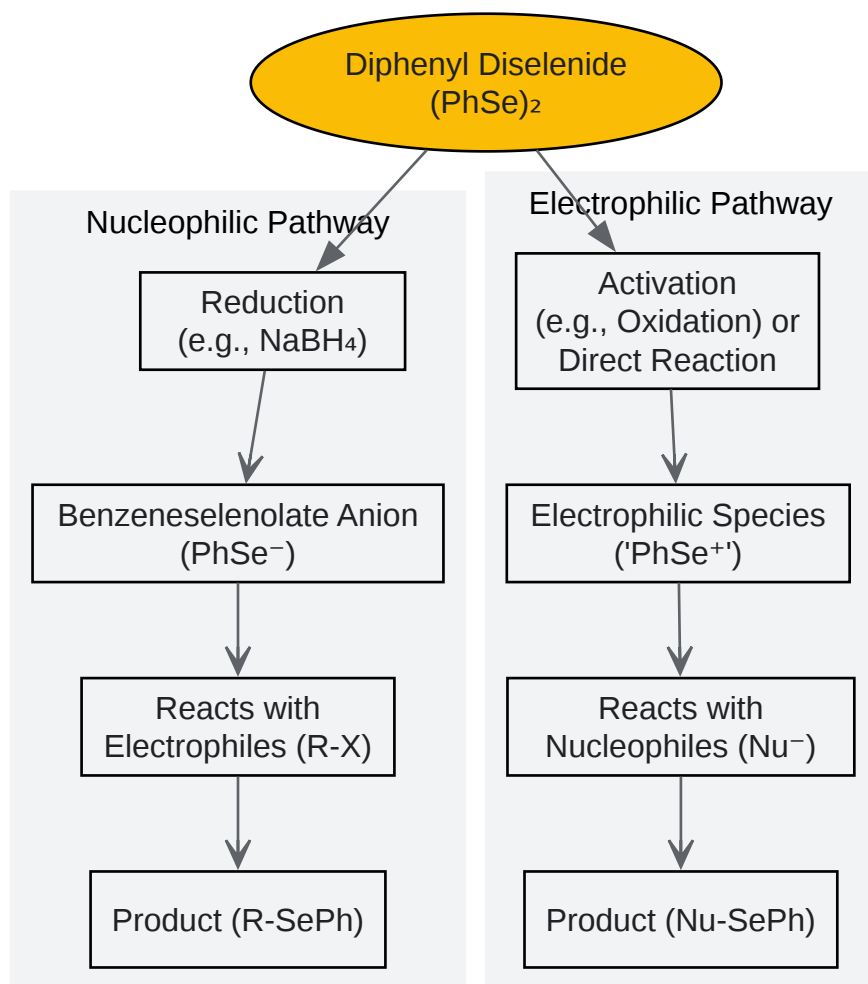 Diphenyl Diselenide
(PhSe)₂
Nucleophilic Pathway
Reduction
(e.g., NaBH₄)
Benzeneselenolate Anion
(PhSe⁻)
Reacts with
Electrophiles (R-X)
Product (R-SePh)
Electrophilic Pathway
Activation
(e.g., Oxidation) or
Direct Reaction
Electrophilic Species
('PhSe⁺')
Reacts with
Nucleophiles (Nu⁻)
Product (Nu-SePh)